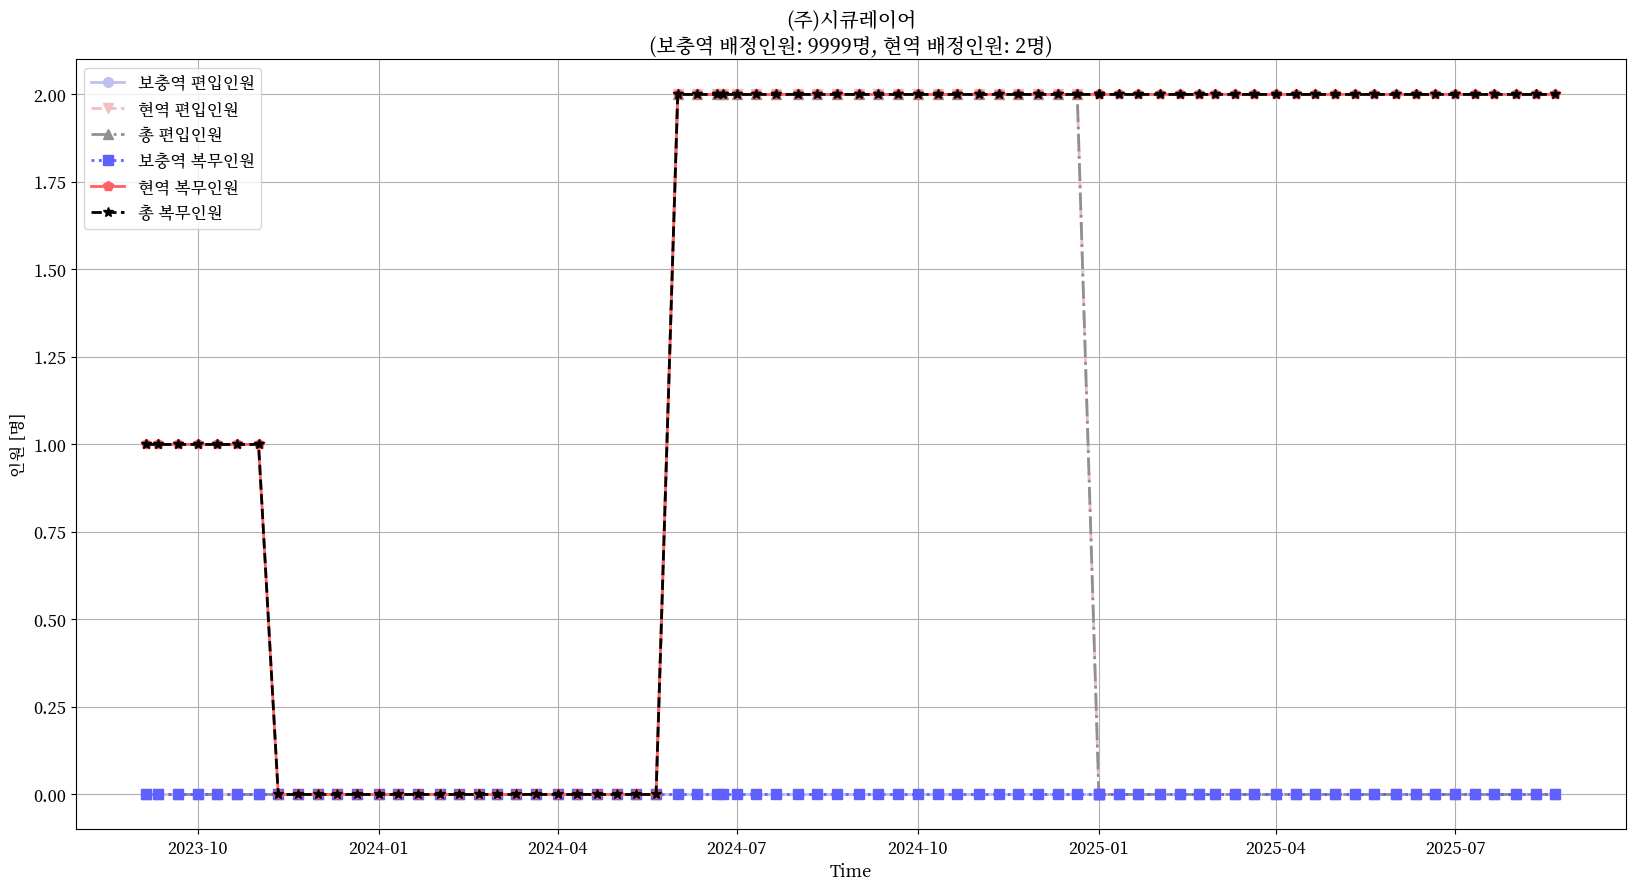 (주)시큐레이어
(보충역 배정인원: 9999명, 현역 배정인원: 2명)
보충역 편입인원
현역 편입인원
총 편입인원
보충역 복무인원
현역 복무인원
총 복무인원
2.00
1.75
1.50
1.25
1.00
0.75
0.50
0.25
0.00
인원 [명]
2023-10
2024-01
2024-04
2024-07
2024-10
2025-01
2025-04
2025-07
Time